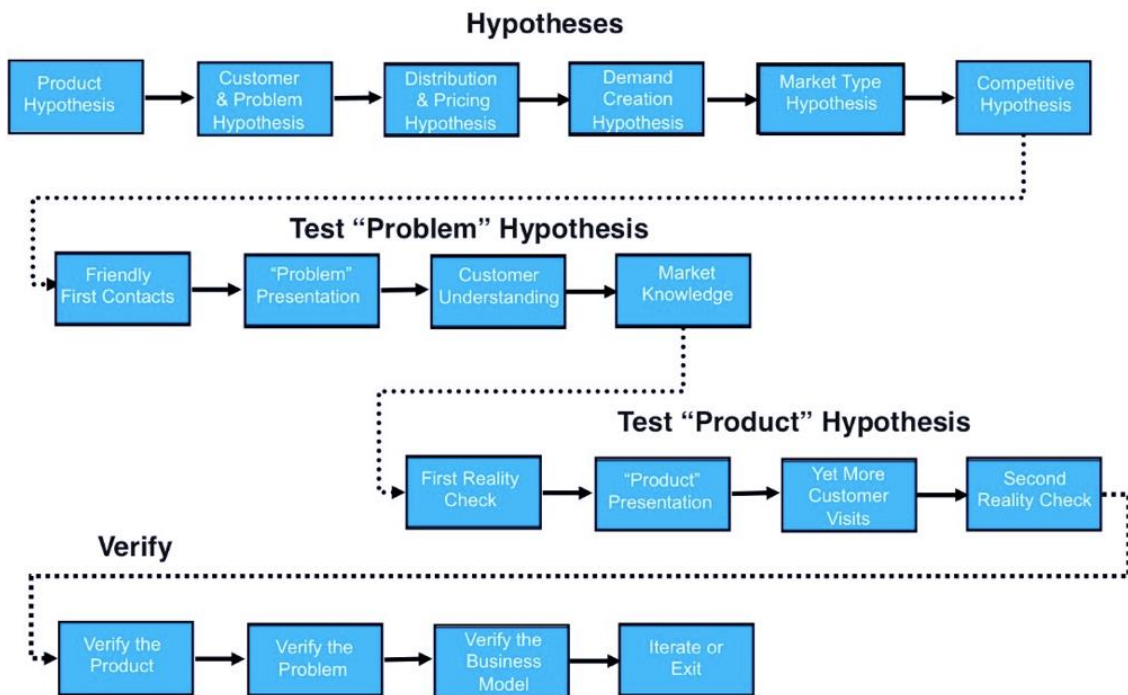 Hypotheses
Product
Hypothesis
Customer
& Problem
Hypothesis
Distribution
& Pricing
Hypothesis
Demand
Creation
Hypothesis
Market Type
Hypothesis
Competitive
Hypothesis
Test “Problem” Hypothesis
Friendly
First Contacts
“Problem”
Presentation
Customer
Understanding
Market
Knowledge
Test “Product” Hypothesis
First Reality
Check
“Product”
Presentation
Yet More
Customer
Visits
Second
Reality Check
Verify
Verify the
Product
Verify the
Problem
Verify the
Business
Model
Iterate or
Exit